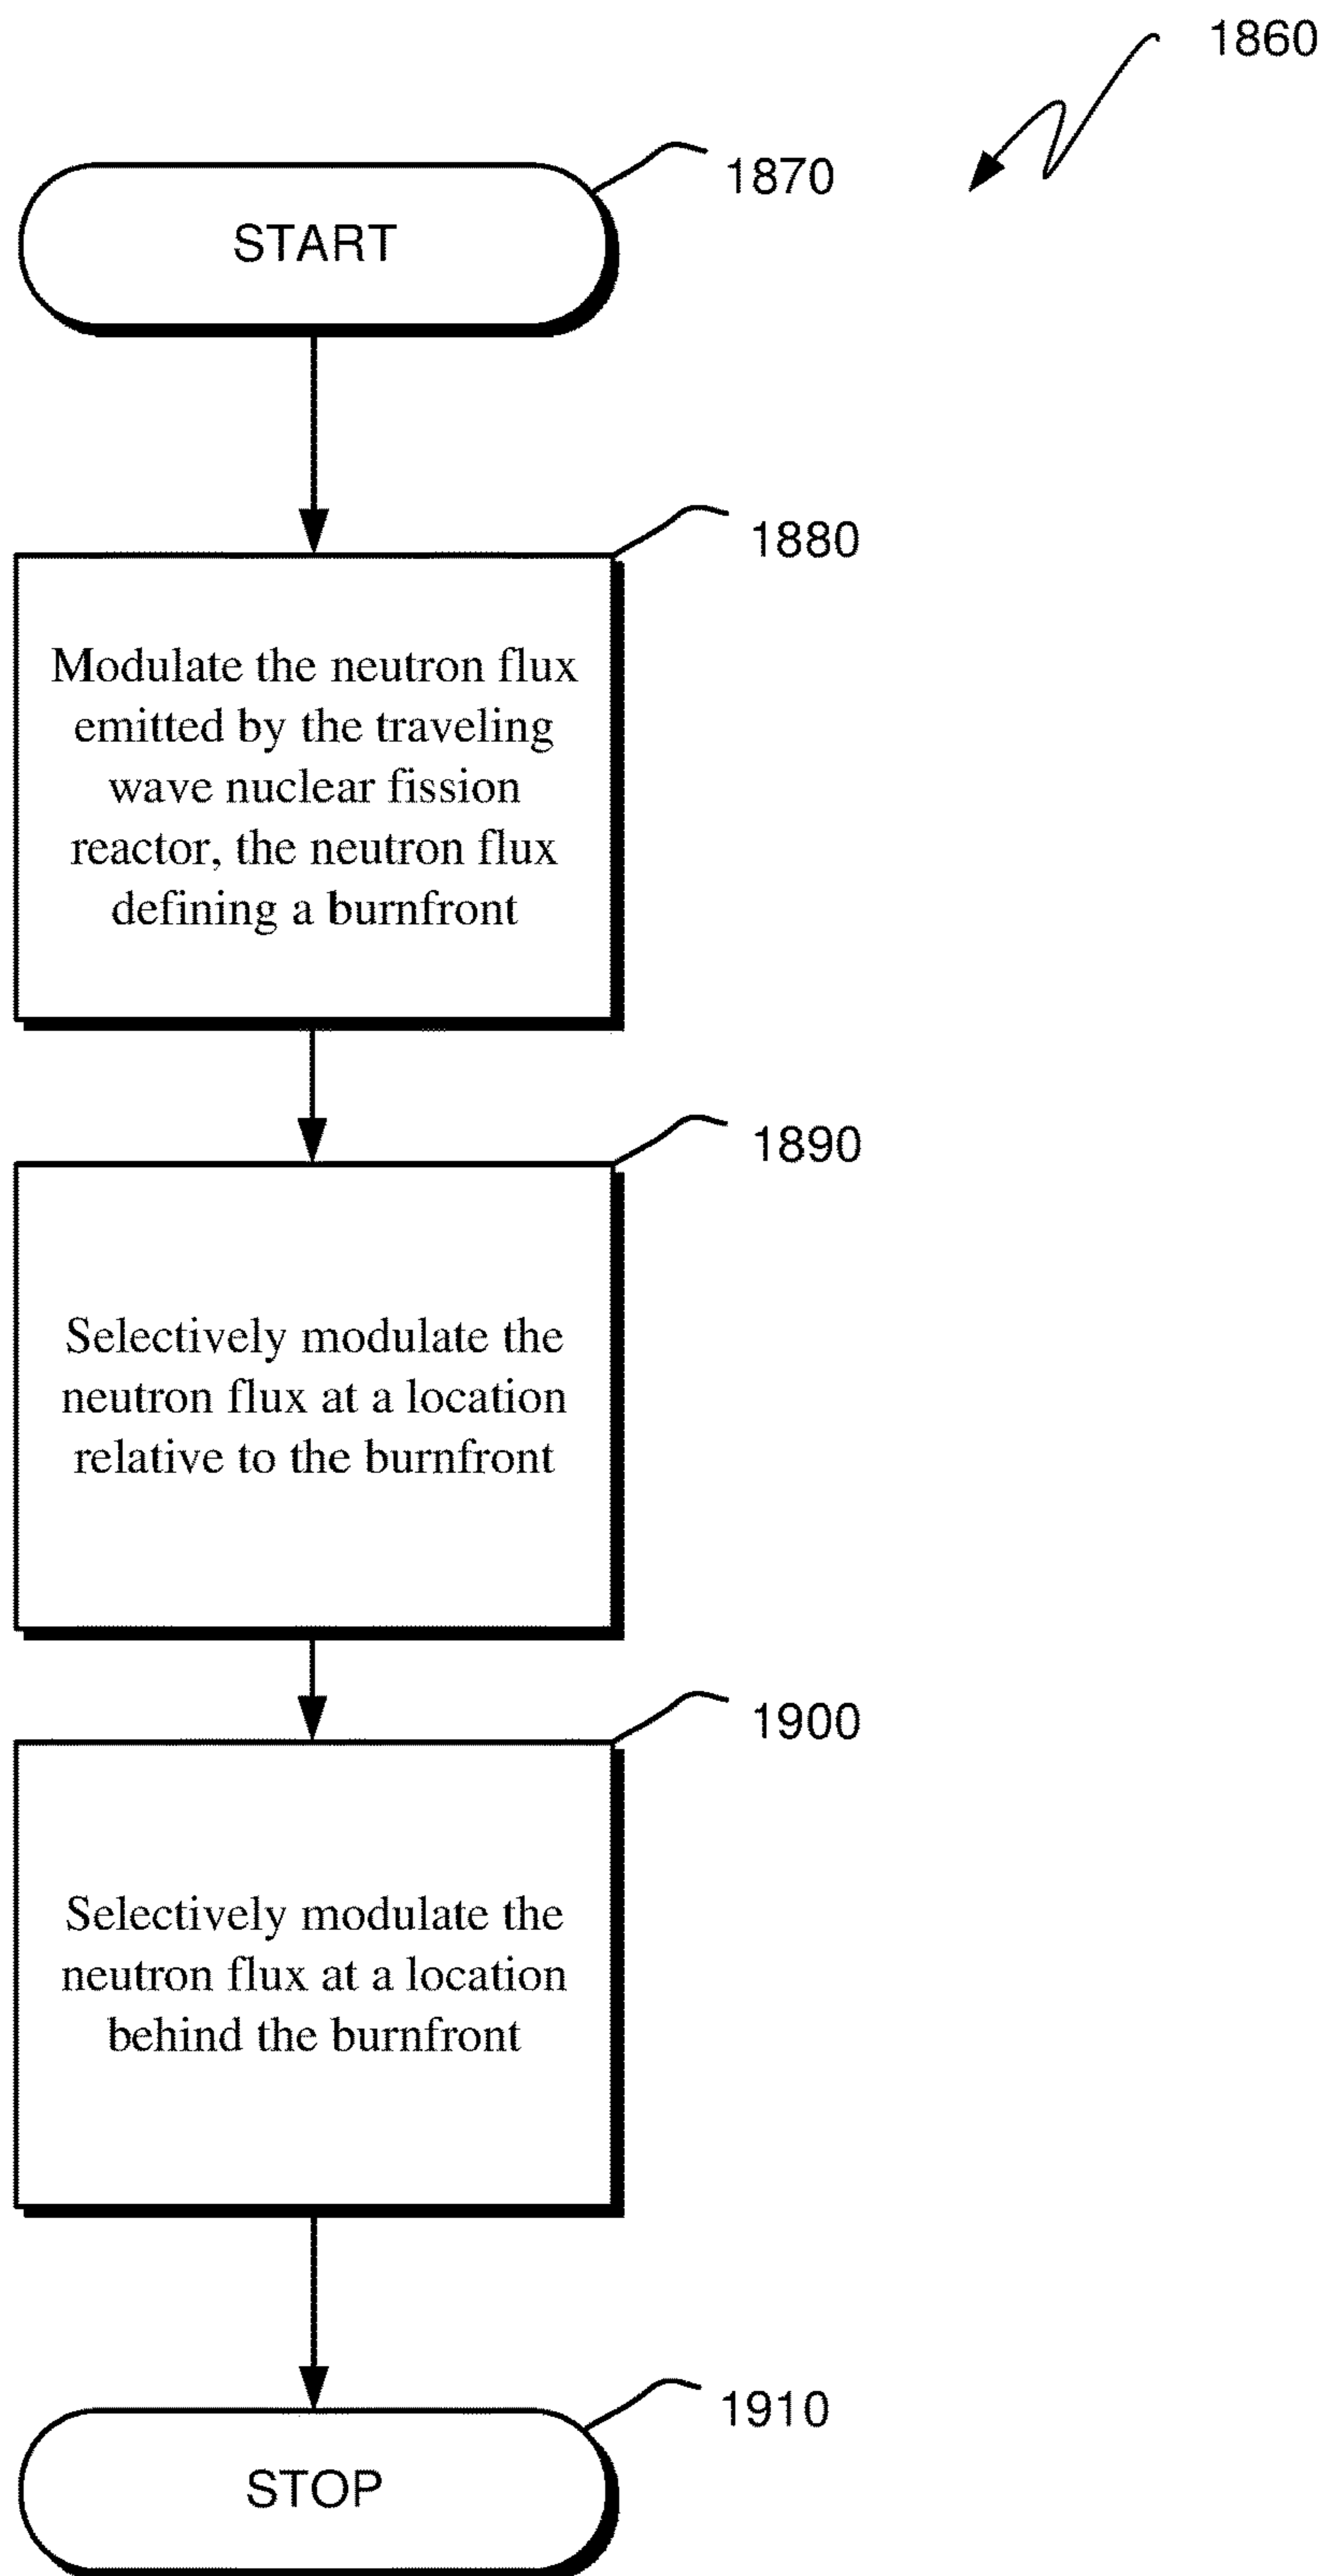 1860
1870
START
1880
Modulate the neutron flux
emitted by the traveling
wave nuclear fission
reactor, the neutron flux
defining a burnfront
1890
Selectively modulate the
neutron flux at a location
relative to the burnfront
1900
Selectively modulate the
neutron flux at a location
behind the burnfront
1910
STOP